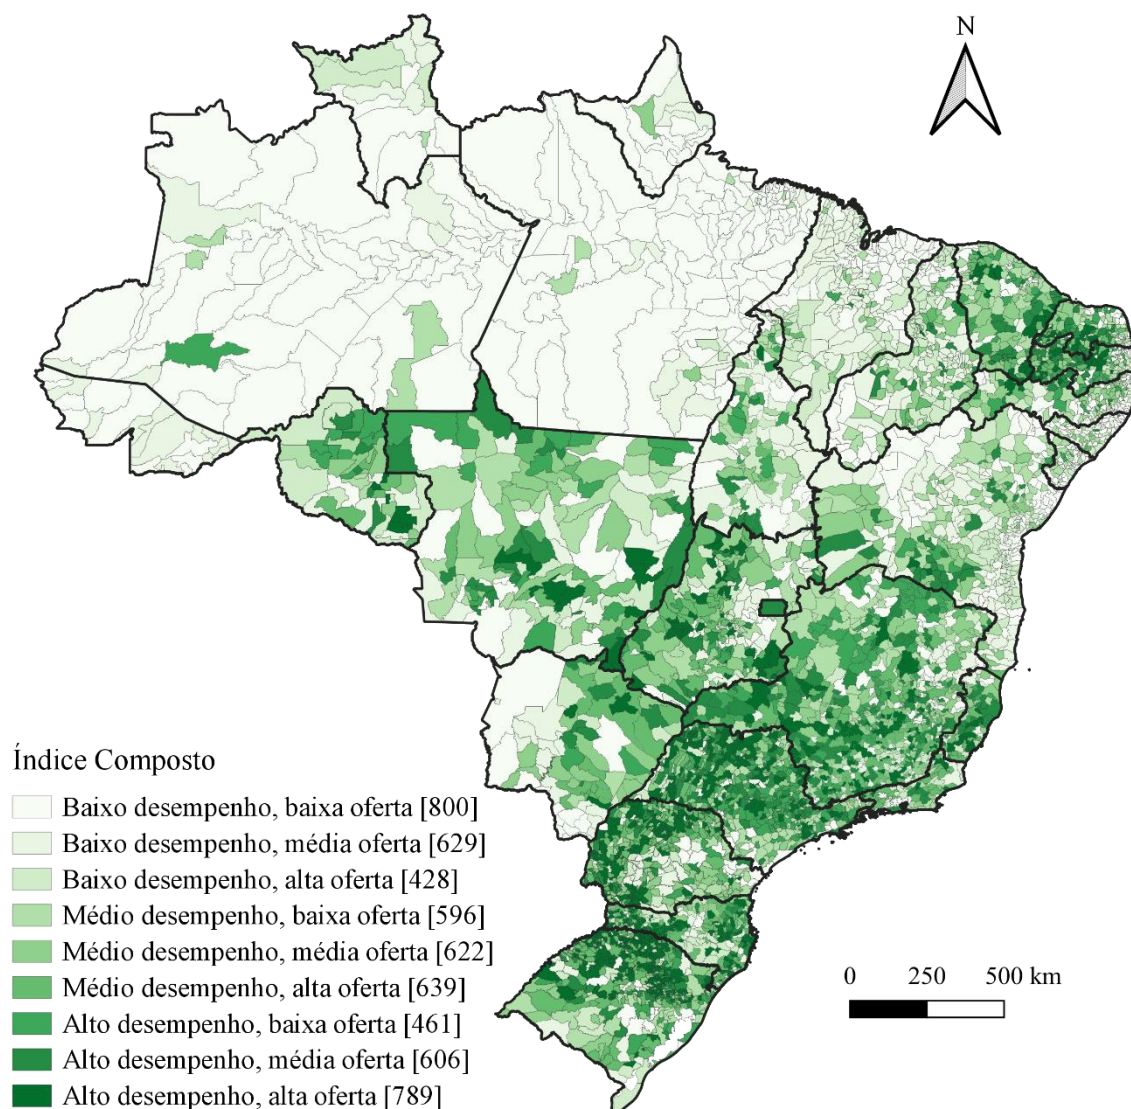 N
Índice Composto
Baixo desempenho, baixa oferta [800]
Baixo desempenho, média oferta [629]
Baixo desempenho, alta oferta [428]
Médio desempenho, baixa oferta [596]
Médio desempenho, média oferta [622]
Médio desempenho, alta oferta [639]
Alto desempenho, baixa oferta [461]
Alto desempenho, média oferta [606]
Alto desempenho, alta oferta [789]
0 250 500 km